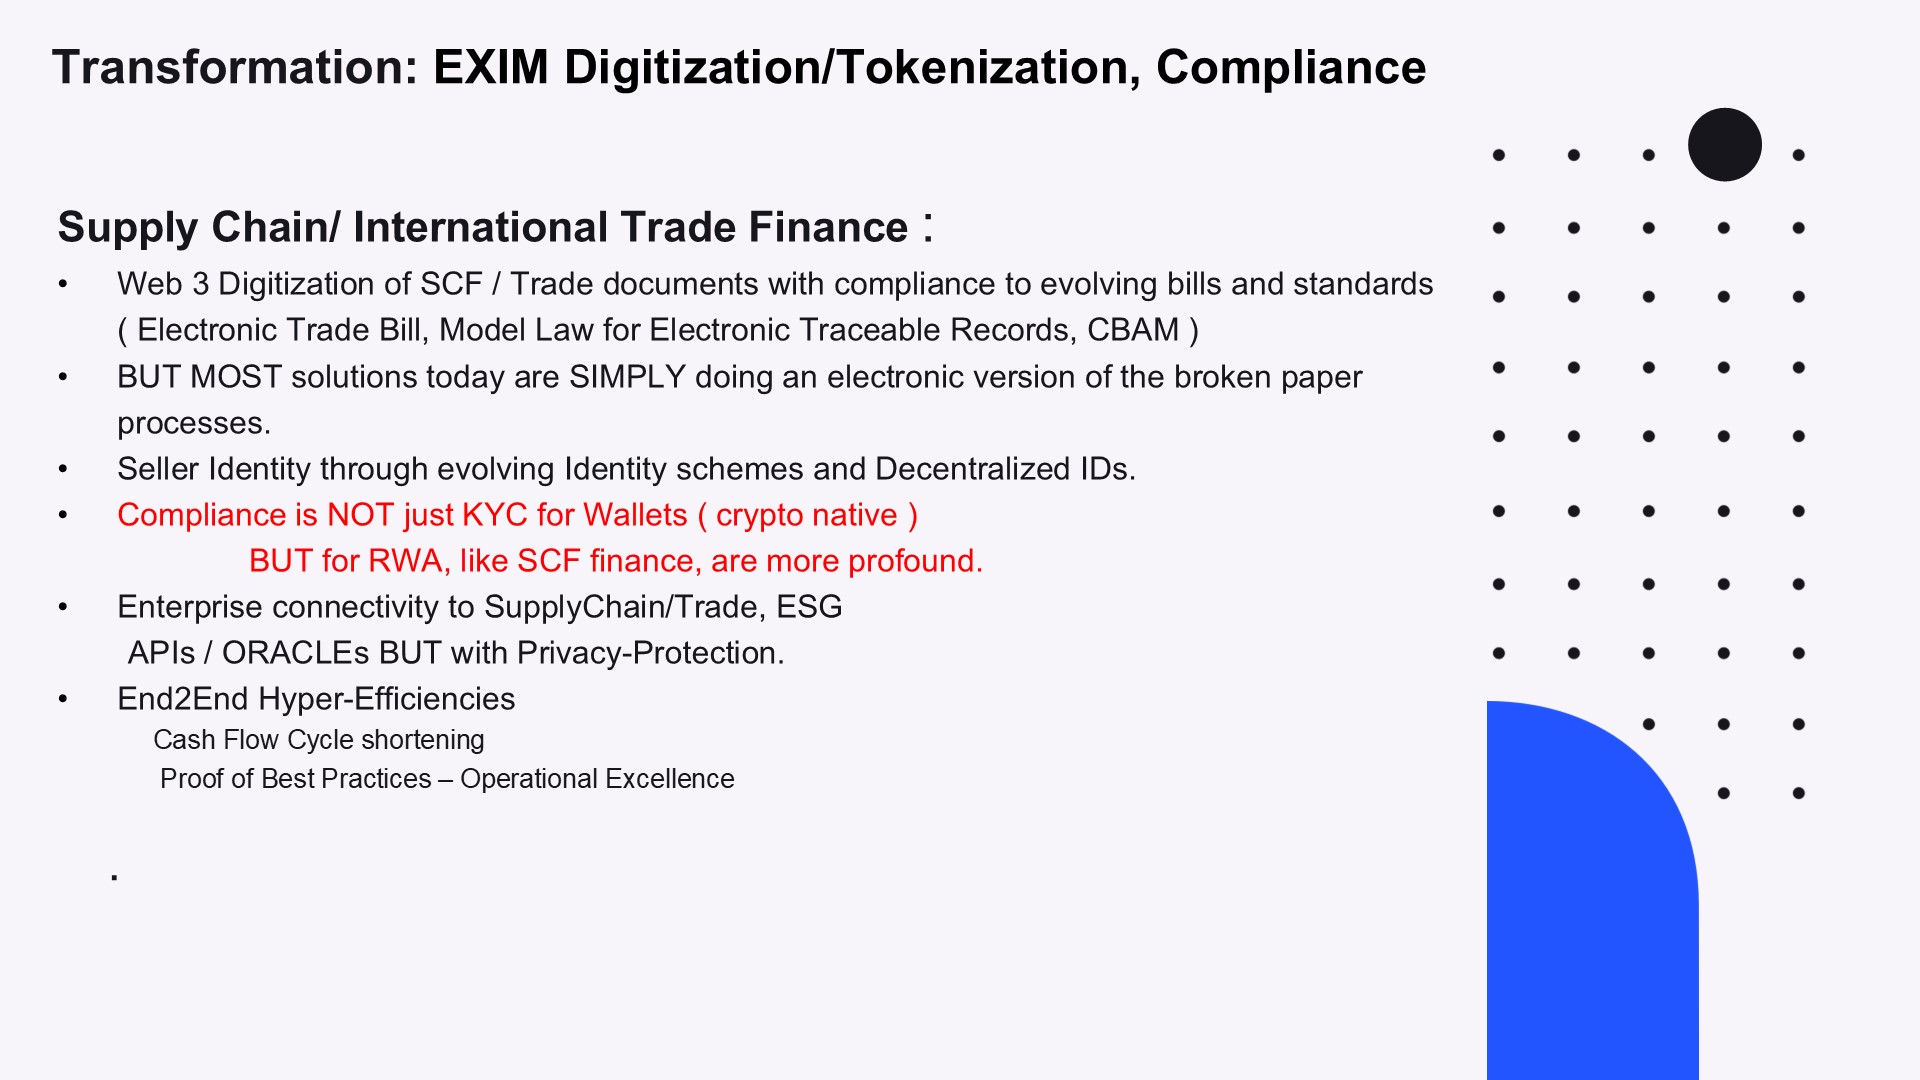 Transformation: EXIM Digitization/Tokenization, Compliance
Supply Chain/ International Trade Finance :
• Web 3 Digitization of SCF / Trade documents with compliance to evolving bills and standards
( Electronic Trade Bill, Model Law for Electronic Traceable Records, CBAM )
• BUT MOST solutions today are SIMPLY doing an electronic version of the broken paper
processes.
• Seller Identity through evolving Identity schemes and Decentralized IDs.
• Compliance is NOT just KYC for Wallets ( crypto native )
BUT for RWA, like SCF finance, are more profound.
• Enterprise connectivity to SupplyChain/Trade, ESG
APIs / ORACLEs BUT with Privacy-Protection.
• End2End Hyper-Efficiencies
Cash Flow Cycle shortening
Proof of Best Practices – Operational Excellence
.